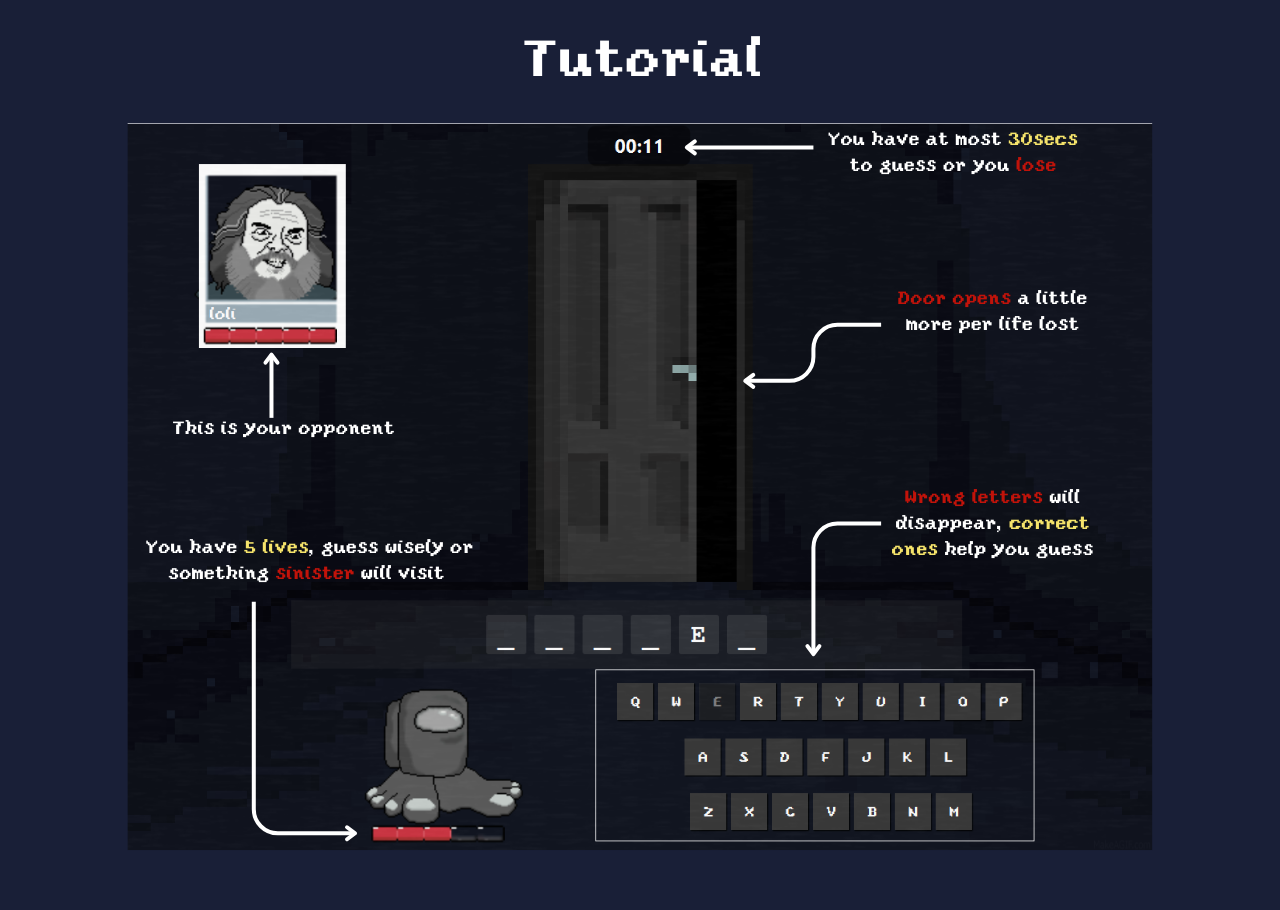 Tutorial
00:11
You have at most 30secs
to guess or you lose
loli
Door opens a little
more per life lost
This is your opponent
Wrong letters will
disappear, correct
ones help you guess
You have 5 lives, guess wisely or
something sinister will visit
_ _ _ _ E _
Q W E R T Y U I O P
A S D F J K L
Z X C V B N M